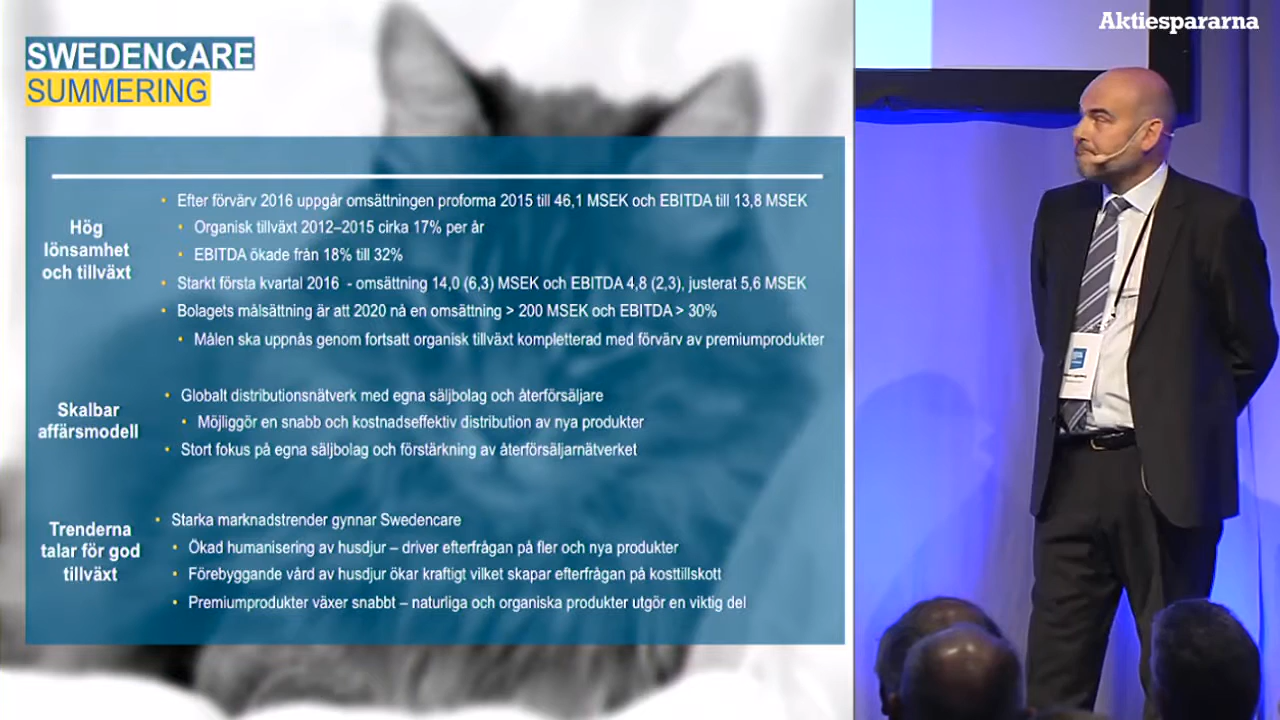 SWEDENCARE
SUMMERING
Aktiespararna
Hög
lönsamhet
och tillväxt
• Efter förvärv 2016 uppgår omsättningen proforma 2015 till 46,1 MSEK och EBITDA till 13,8 MSEK
• Organisk tillväxt 2012–2015 cirka 17% per år
• EBITDA ökade från 18% till 32%
• Starkt första kvartal 2016 - omsättning 14,0 (6,3) MSEK och EBITDA 4,8 (2,3), justerat 5,6 MSEK
• Bolagets målsättning är att 2020 nå en omsättning > 200 MSEK och EBITDA > 30%
• Målen ska uppnås genom fortsatt organisk tillväxt kompletterad med förvärv av premiumprodukter
Skalbar
affärsmodell
• Globalt distributionsnätverk med egna säljbolag och återförsäljare
• Möjliggör en snabb och kostnadseffektiv distribution av nya produkter
• Stort fokus på egna säljbolag och förstärkning av återförsäljarnätverket
Trenderna
talar för god
tillväxt
• Starka marknadstrender gynnar Swedencare
• Ökad humanisering av husdjur – driver efterfrågan på fler och nya produkter
• Förebyggande vård av husdjur ökar kraftigt vilket skapar efterfrågan på kosttillskott
• Premiumprodukter växer snabbt – naturliga och organiska produkter utgör en viktig del